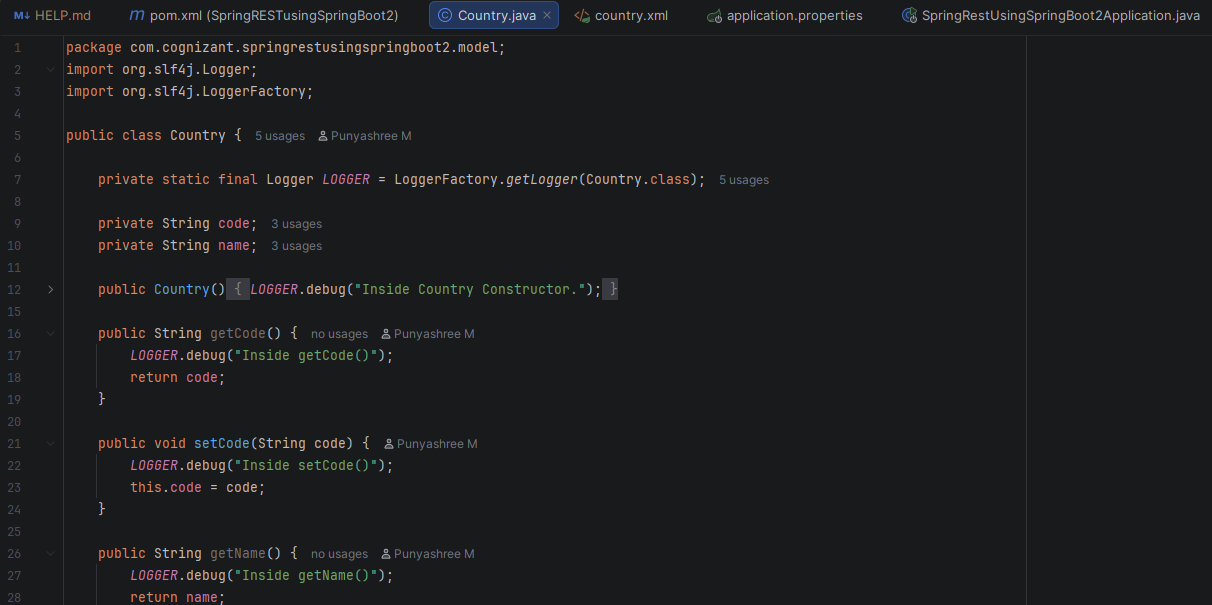 M↓ HELP.md m pom.xml (SpringRESTusingSpringBoot2) © Country.java × </> country.xml application.properties SpringRestUsingSpringBoot2Application.java
1 package com.cognizant.springrestusingspringboot2.model;
2 import org.slf4j.Logger;
3 import org.slf4j.LoggerFactory;
4
5 public class Country { 5 usages Punyashree M
6
7 private static final Logger LOGGER = LoggerFactory.getLogger(Country.class); 5 usages
8
9 private String code; 3 usages
10 private String name; 3 usages
11
12 public Country() { LOGGER.debug("Inside Country Constructor."); }
15
16 public String getCode() { no usages Punyashree M
17 LOGGER.debug("Inside getCode()");
18 return code;
19 }
20
21 public void setCode(String code) { Punyashree M
22 LOGGER.debug("Inside setCode()");
23 this.code = code;
24 }
25
26 public String getName() { no usages Punyashree M
27 LOGGER.debug("Inside getName()");
28 return name;